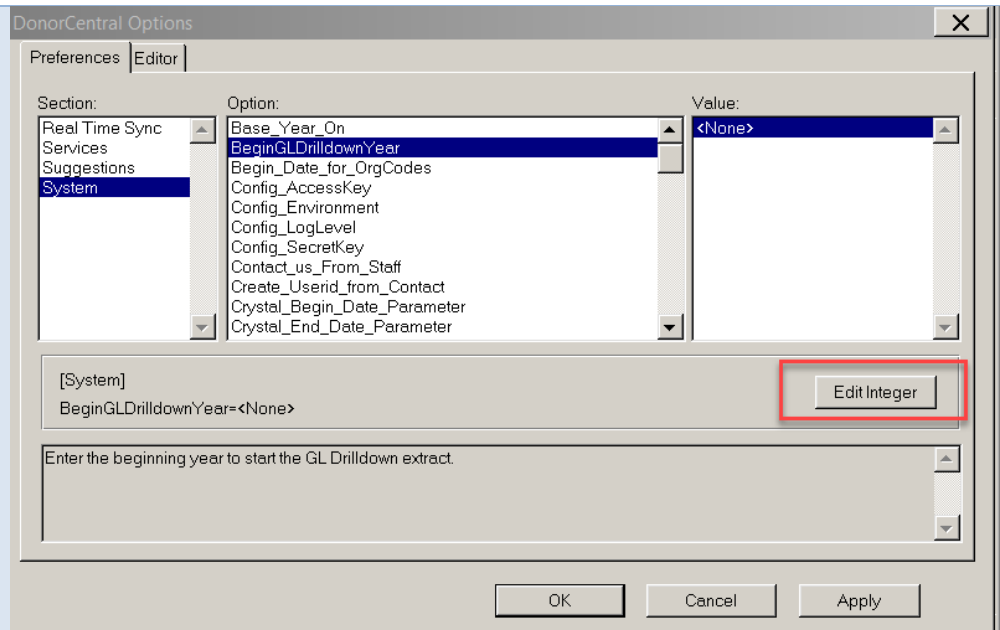 DonorCentral Options
Preferences
Editor
Section:
Real Time Sync
Services
Suggestions
System
Option:
Base_Year_On
BeginGLDrilldownYear
Begin_Date_for_OrgCodes
Config_AccessKey
Config_Environment
Config_LogLevel
Config_SecretKey
Contact_us_From_Staff
Create_Userid_from_Contact
Crystal_Begin_Date_Parameter
Crystal_End_Date_Parameter
Value:
<None>
[System]
BeginGLDrilldownYear=<None>
Edit Integer
Enter the beginning year to start the GL Drilldown extract.
OK
Cancel
Apply